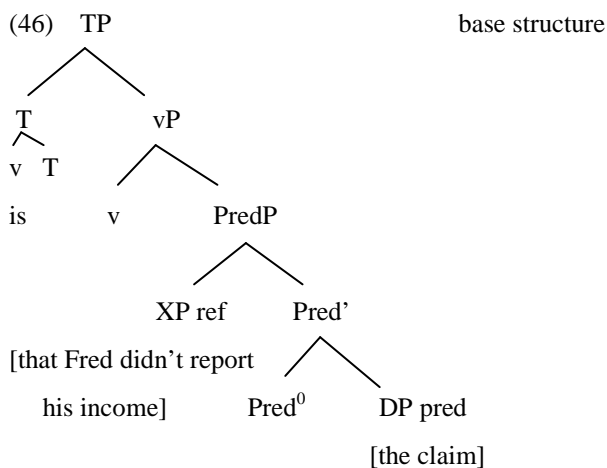 (46) TP base structure
T vP
v T
is v PredP
XP ref Pred’
[that Fred didn’t report
his income] Pred⁰ DP pred
[the claim]